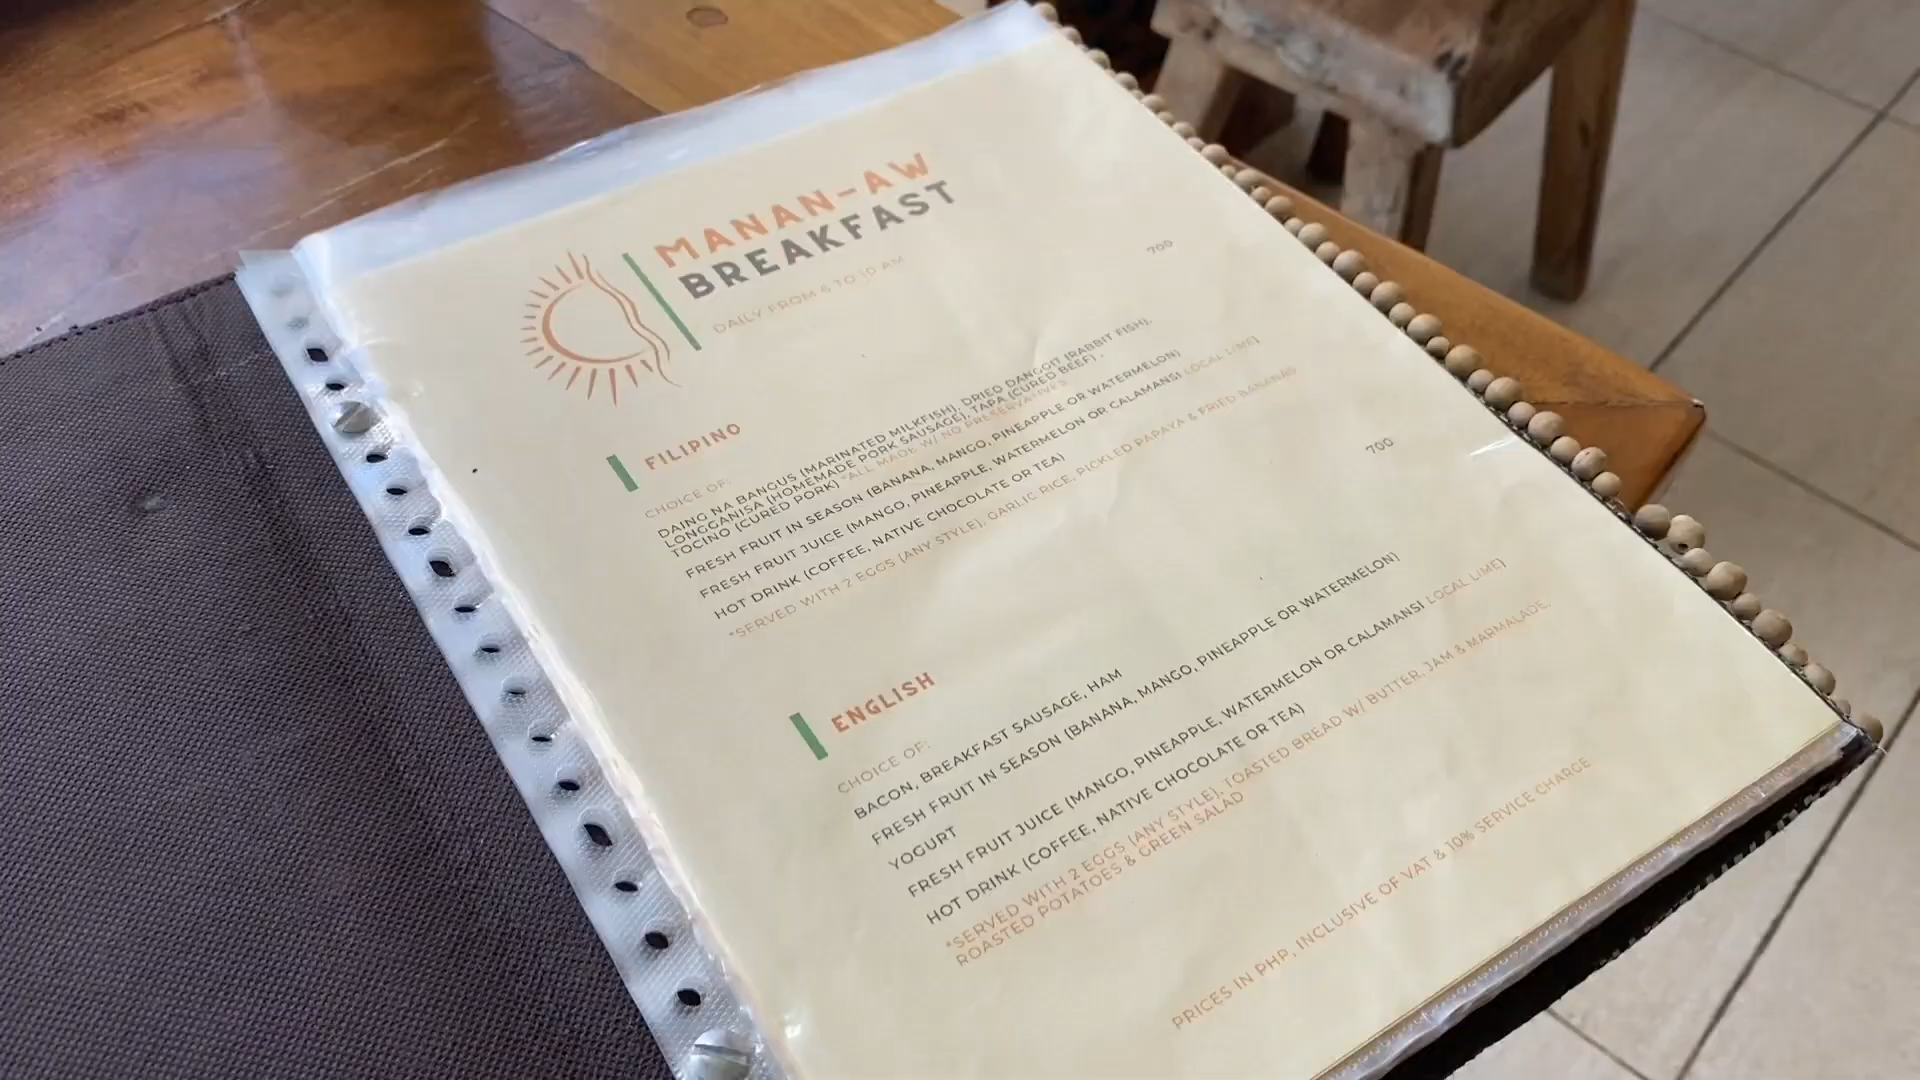 MANAN-AW
BREAKFAST
DAILY FROM 6 TO 10 AM
700
FILIPINO
CHOICE OF:
DAING NA BANGUS (MARINATED MILKFISH), DRIED DANGGIT (RABBIT FISH),
LONGGANISA (HOMEMADE PORK SAUSAGE), TAPA (CURED BEEF),
TOCINO (CURED PORK) *ALL MADE W/ NO PRESERVATIVES
FRESH FRUIT IN SEASON (BANANA, MANGO, PINEAPPLE OR WATERMELON)
FRESH FRUIT JUICE (MANGO, PINEAPPLE, WATERMELON OR CALAMANSI LOCAL LIME)
HOT DRINK (COFFEE, NATIVE CHOCOLATE OR TEA)
*SERVED WITH 2 EGGS (ANY STYLE), GARLIC RICE, PICKLED PAPAYA & FRIED BANANAS
700
ENGLISH
CHOICE OF:
BACON, BREAKFAST SAUSAGE, HAM
FRESH FRUIT IN SEASON (BANANA, MANGO, PINEAPPLE OR WATERMELON)
YOGURT
FRESH FRUIT JUICE (MANGO, PINEAPPLE, WATERMELON OR CALAMANSI LOCAL LIME)
HOT DRINK (COFFEE, NATIVE CHOCOLATE OR TEA)
*SERVED WITH 2 EGGS (ANY STYLE), TOASTED BREAD W/ BUTTER, JAM & MARMALADE,
ROASTED POTATOES & GREEN SALAD
PRICES IN PHP, INCLUSIVE OF VAT & 10% SERVICE CHARGE